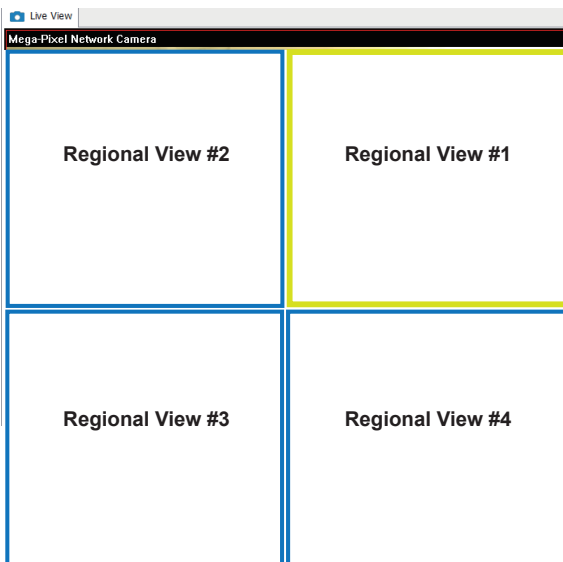 Live View
Mega-Pixel Network Camera
Regional View #2
Regional View #1
Regional View #3
Regional View #4